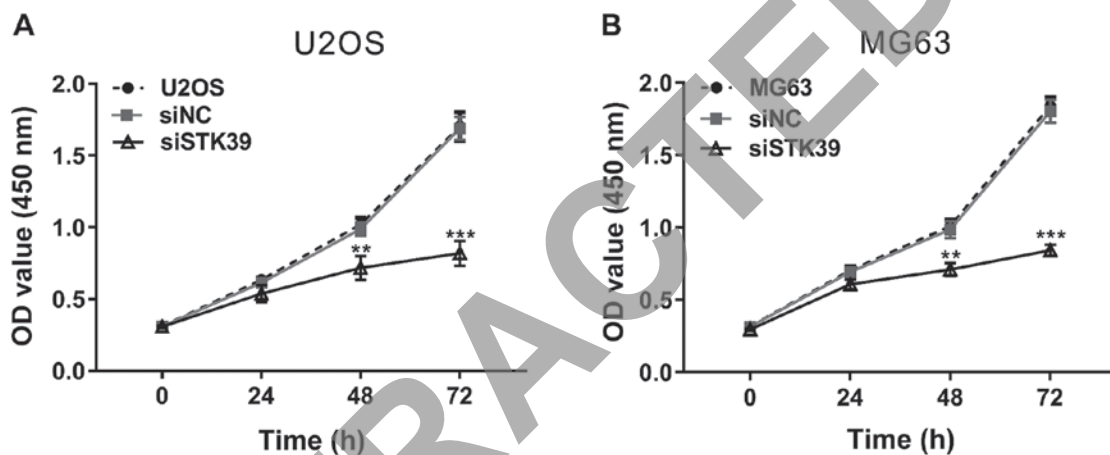 A
U2OS
U2OS
siNC
siSTK39
OD value (450 nm)
2.0
1.5
1.0
0.5
0.0
**
***
0
24
48
72
Time (h)
B
MG63
MG63
siNC
siSTK39
OD value (450 nm)
2.0
1.5
1.0
0.5
0.0
**
***
0
24
48
72
Time (h)
RACTED